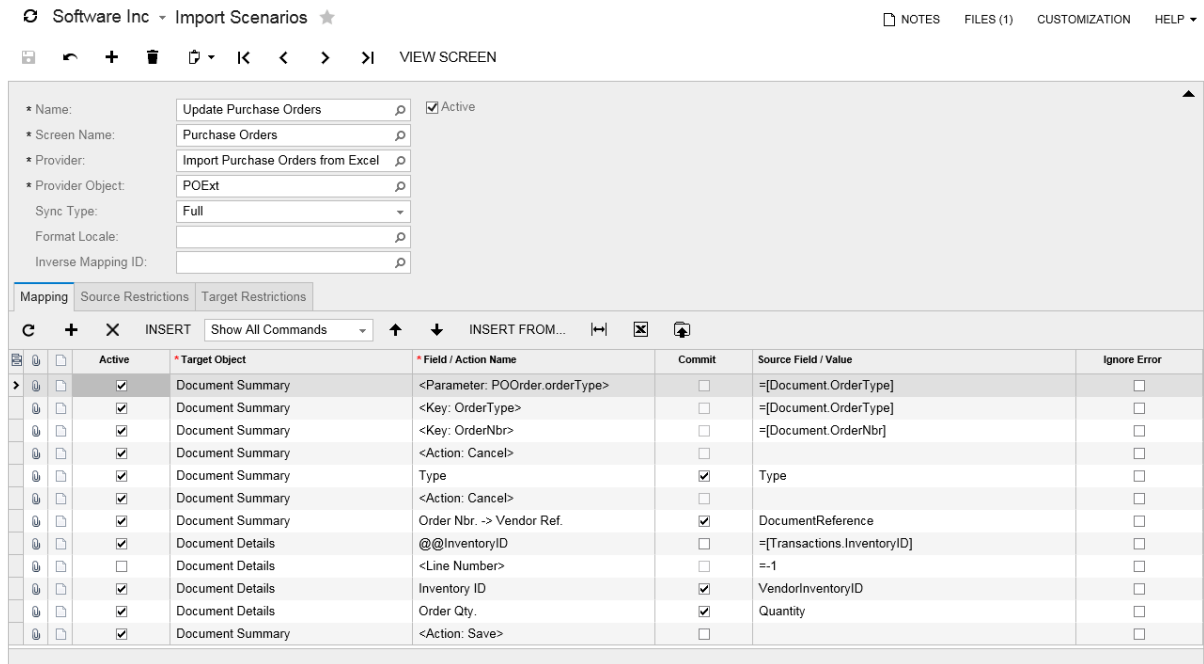 Software Inc Import Scenarios NOTES FILES (1) CUSTOMIZATION HELP
VIEW SCREEN
* Name: Update Purchase Orders Active
* Screen Name: Purchase Orders
* Provider: Import Purchase Orders from Excel
* Provider Object: POExt
Sync Type: Full
Format Locale:
Inverse Mapping ID:
Mapping Source Restrictions Target Restrictions
INSERT Show All Commands INSERT FROM...
Active * Target Object * Field / Action Name Commit Source Field / Value Ignore Error
Document Summary <Parameter: POOrder.orderType> =[Document.OrderType]
Document Summary <Key: OrderType> =[Document.OrderType]
Document Summary <Key: OrderNbr> =[Document.OrderNbr]
Document Summary <Action: Cancel>
Document Summary Type Type
Document Summary <Action: Cancel>
Document Summary Order Nbr. -> Vendor Ref. DocumentReference
Document Details @@InventoryID =[Transactions.InventoryID]
Document Details <Line Number> =-1
Document Details Inventory ID VendorInventoryID
Document Details Order Qty. Quantity
Document Summary <Action: Save>